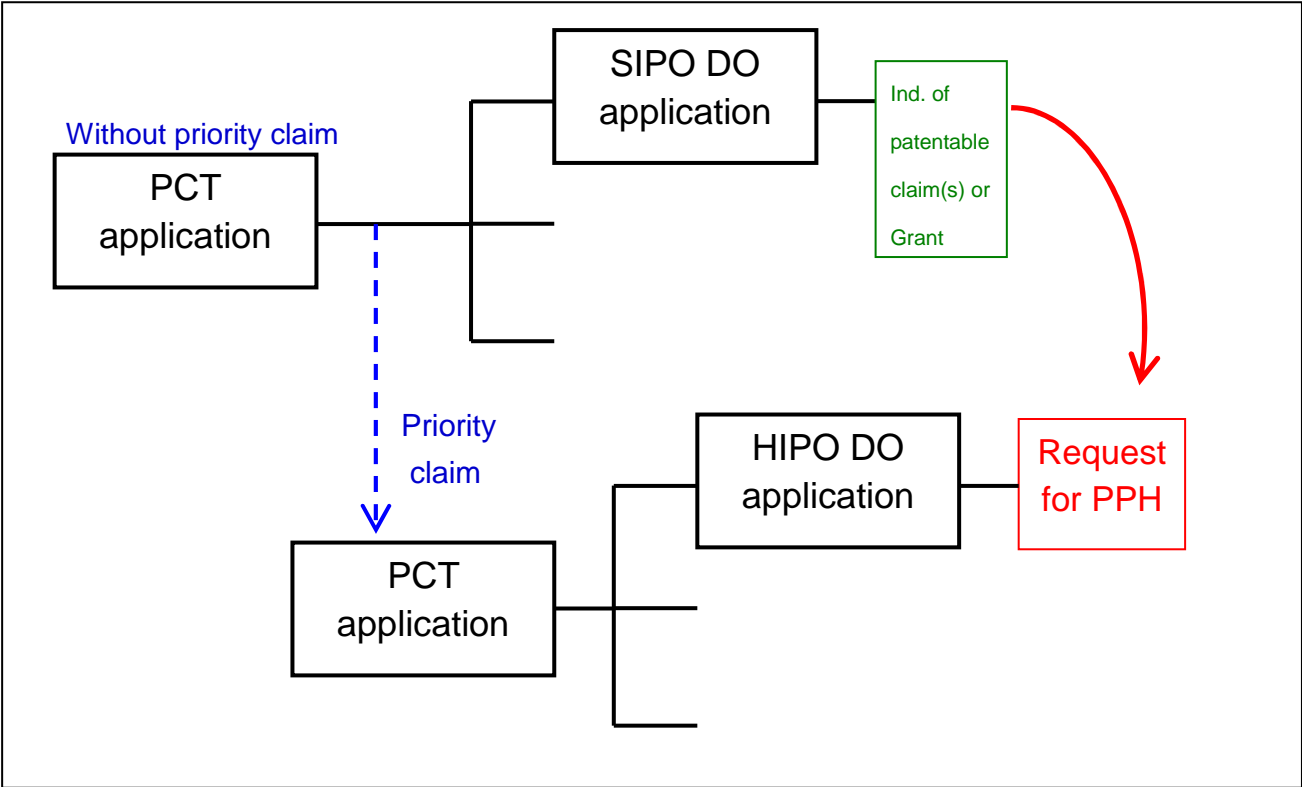 SIPO DO
application
Ind. of
patentable
claim(s) or
Grant
Without priority claim
PCT
application
Priority
claim
HIPO DO
application
Request
for PPH
PCT
application